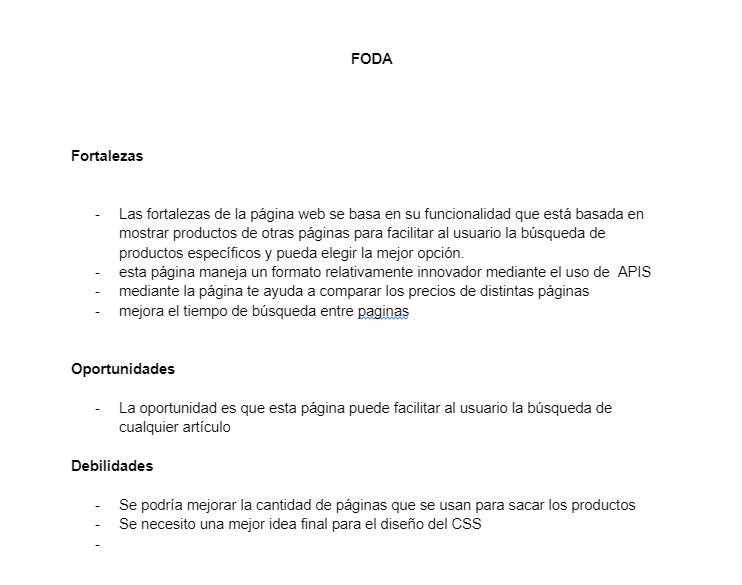 FODA
Fortalezas
- Las fortalezas de la página web se basa en su funcionalidad que está basada en
mostrar productos de otras páginas para facilitar al usuario la búsqueda de
productos específicos y pueda elegir la mejor opción.
- esta página maneja un formato relativamente innovador mediante el uso de  APIS
- mediante la página te ayuda a comparar los precios de distintas páginas
- mejora el tiempo de búsqueda entre paginas
Oportunidades
- La oportunidad es que esta página puede facilitar al usuario la búsqueda de
cualquier artículo
Debilidades
- Se podría mejorar la cantidad de páginas que se usan para sacar los productos
- Se necesito una mejor idea final para el diseño del CSS
-